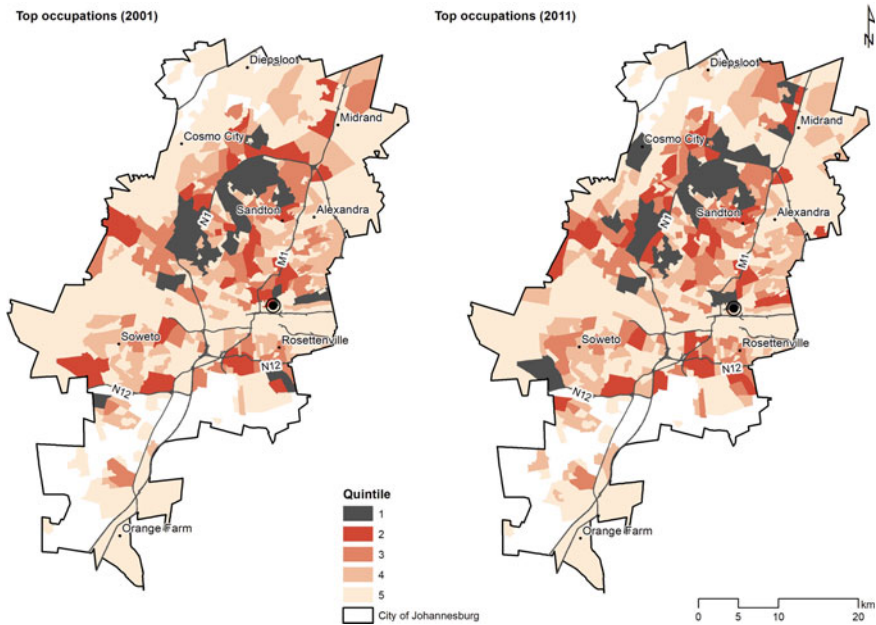 Top occupations (2001)
Diepsloot
Midrand
Cosmo City
Sandton
Alexandra
N1
M1
Soweto
Rosettenville
N12
N12
Orange Farm
Top occupations (2011)
N
Diepsloot
Midrand
Cosmo City
Sandton
Alexandra
N1
M1
Soweto
Rosettenville
N12
N12
Orange Farm
Quintile
1
2
3
4
5
City of Johannesburg
km
0 5 10 20